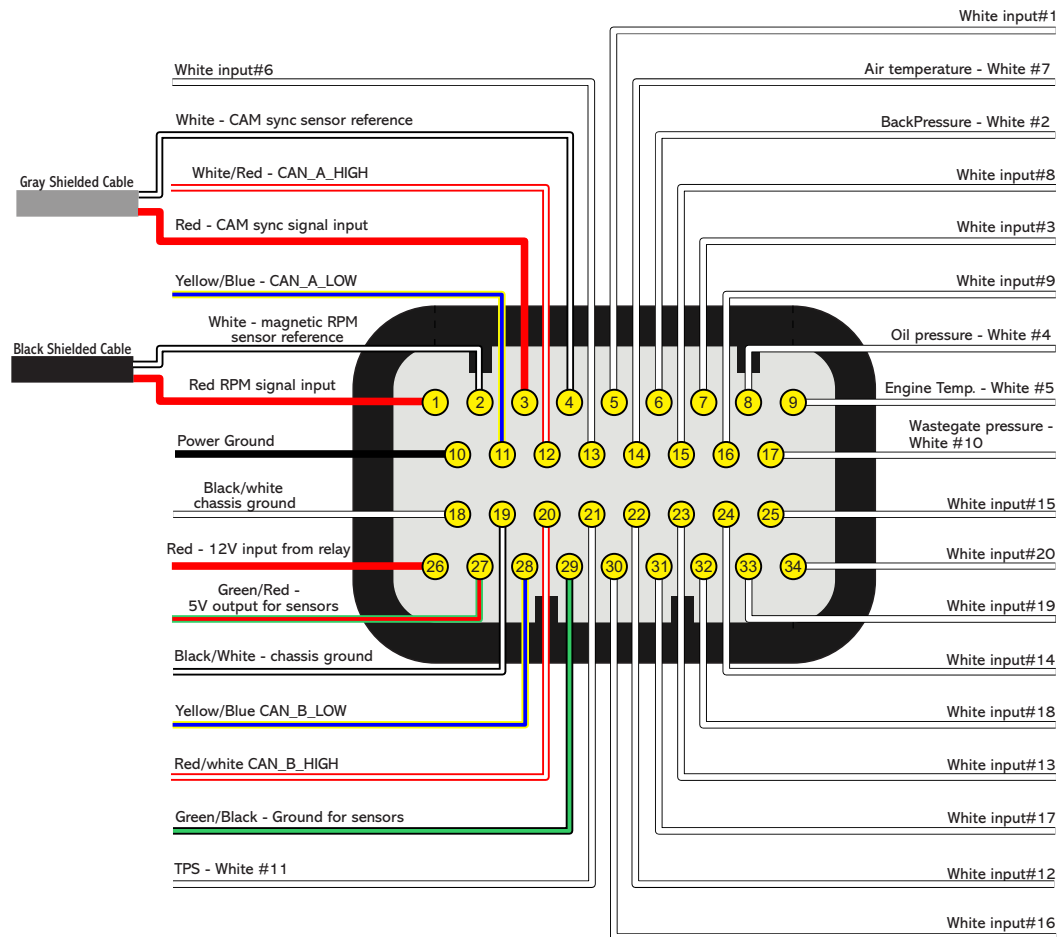 White input#1
White input#6
Air temperature - White #7
White - CAM sync sensor reference
BackPressure - White #2
White/Red - CAN_A_HIGH
White input#8
Gray Shielded Cable
Red - CAM sync signal input
White input#3
Yellow/Blue - CAN_A_LOW
White input#9
White - magnetic RPM
sensor reference
Oil pressure - White #4
Black Shielded Cable
Red RPM signal input
Engine Temp. - White #5
1 2 3 4 5 6 7 8 9
Power Ground
Wastegate pressure -
White #10
10 11 12 13 14 15 16 17
Black/white
chassis ground
White input#15
18 19 20 21 22 23 24 25
Red - 12V input from relay
White input#20
26 27 28 29 30 31 32 33 34
Green/Red -
5V output for sensors
White input#19
Black/White - chassis ground
White input#14
Yellow/Blue CAN_B_LOW
White input#18
Red/white CAN_B_HIGH
White input#13
Green/Black - Ground for sensors
White input#17
TPS - White #11
White input#12
White input#16